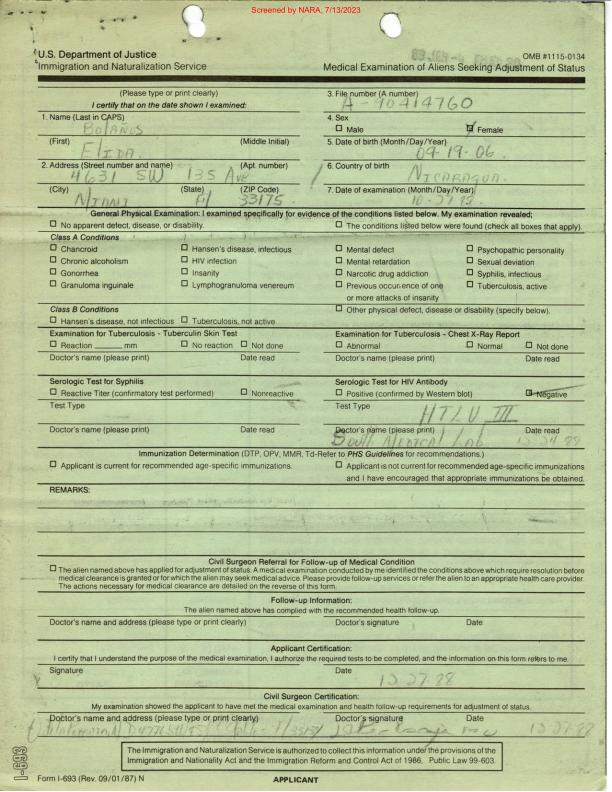 Screened by NARA, 7/13/2023
U.S. Department of Justice
Immigration and Naturalization Service
OMB #1115-0134
Medical Examination of Aliens Seeking Adjustment of Status
(Please type or print clearly)
I certify that on the date shown I examined:
3. File number (A number)
A-90414760
1. Name (Last in CAPS)
Bolaños
4. Sex
Male Female
(First) (Middle Initial)
Elida
5. Date of birth (Month/Day/Year)
09-19-06
2. Address (Street number and name) (Apt. number)
4631 SW 135 Ave
6. Country of birth
Nicaragua
(City) (State) (ZIP Code)
Miami Fl 33175
7. Date of examination (Month/Day/Year)
General Physical Examination: I examined specifically for evidence of the conditions listed below. My examination revealed;
No apparent defect, disease, or disability. The conditions listed below were found (check all boxes that apply).
Class A Conditions
Chancroid Hansen's disease, infectious Mental defect Psychopathic personality
Chronic alcoholism HIV infection Mental retardation Sexual deviation
Gonorrhea Insanity Narcotic drug addiction Syphilis, infectious
Granuloma inguinale Lymphogranuloma venereum Previous occurrence of one Tuberculosis, active
or more attacks of insanity
Class B Conditions
Other physical defect, disease or disability (specify below).
Hansen's disease, not infectious Tuberculosis, not active
Examination for Tuberculosis - Tuberculin Skin Test Examination for Tuberculosis - Chest X-Ray Report
Reaction mm No reaction Not done Abnormal Normal Not done
Doctor's name (please print) Date read Doctor's name (please print) Date read
Serologic Test for Syphilis Serologic Test for HIV Antibody
Reactive Titer (confirmatory test performed) Nonreactive Positive (confirmed by Western blot) Negative
Test Type Test Type
HTLV III
Doctor's name (please print) Date read Doctor's name (please print) Date read
South Medical Lab
Immunization Determination (DTP, OPV, MMR, Td-Refer to PHS Guidelines for recommendations.)
Applicant is current for recommended age-specific immunizations. Applicant is not current for recommended age-specific immunizations
and I have encouraged that appropriate immunizations be obtained.
REMARKS:
Civil Surgeon Referral for Follow-up of Medical Condition
The alien named above has applied for adjustment of status. A medical examination conducted by me identified the conditions above which require resolution before
medical clearance is granted or for which the alien may seek medical advice. Please provide follow-up services or refer the alien to an appropriate health care provider.
The actions necessary for medical clearance are detailed on the reverse of this form.
Follow-up Information:
The alien named above has complied with the recommended health follow-up.
Doctor's name and address (please type or print clearly) Doctor's signature Date
Applicant Certification:
I certify that I understand the purpose of the medical examination, I authorize the required tests to be completed, and the information on this form refers to me.
Signature Date
Civil Surgeon Certification:
My examination showed the applicant to have met the medical examination and health follow-up requirements for adjustment of status.
Doctor's name and address (please type or print clearly) Doctor's signature Date
The Immigration and Naturalization Service is authorized to collect this information under the provisions of the
Immigration and Nationality Act and the Immigration Reform and Control Act of 1986, Public Law 99-603.
I-693
Form I-693 (Rev. 09/01/87) N
APPLICANT